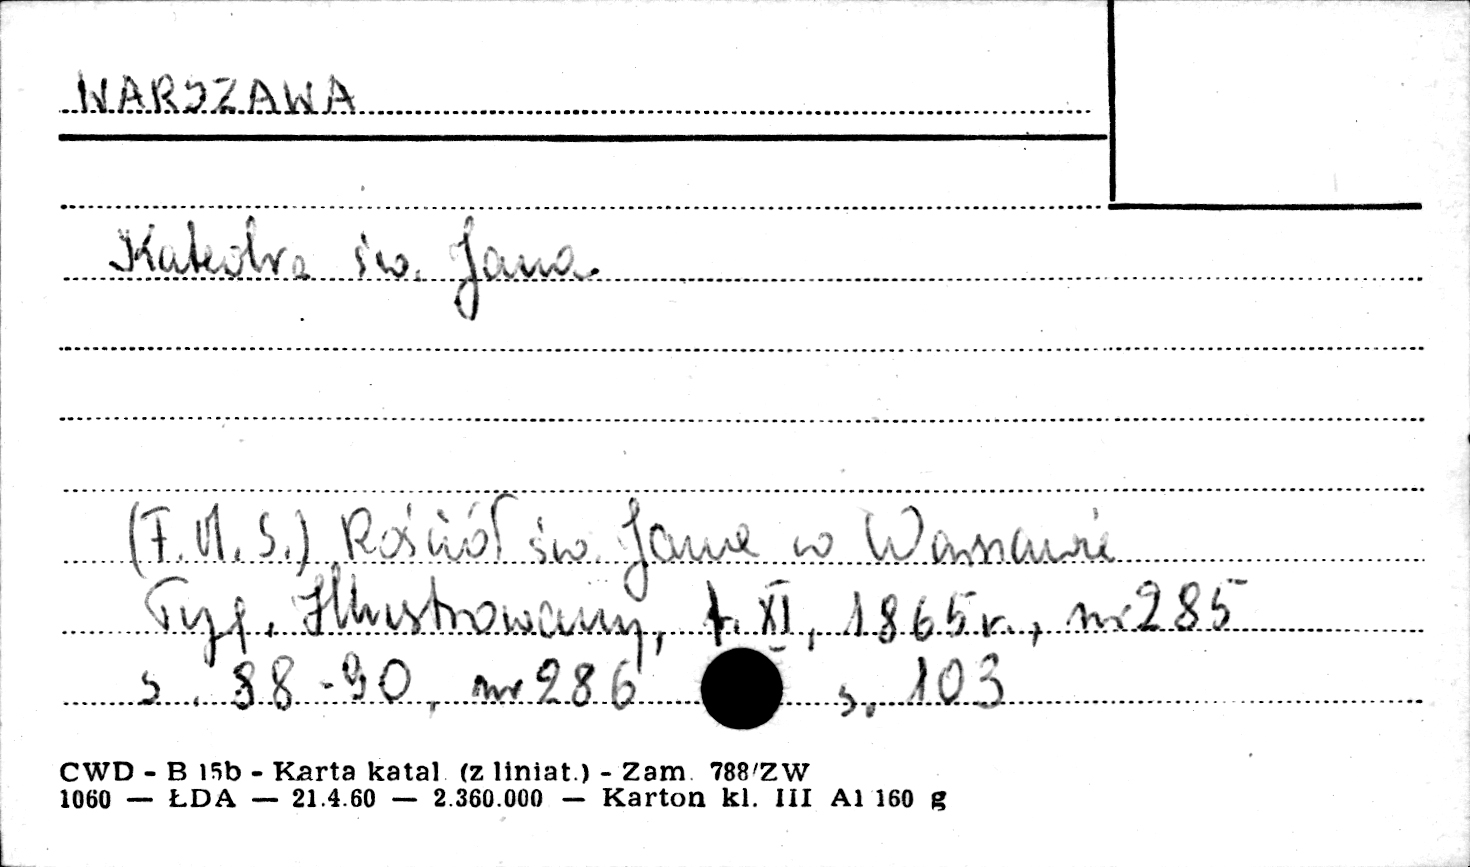 WARSZAWA
Katedra św. Jana
(F.M.S.) Kościół św. Jana w Warszawie
Tyg. Illustrowany, t. XI, 1865 r., nr 285
s. 88-90, nr 286 s. 103
CWD - B 15b - Karta katal. (z liniat.) - Zam. 788/ZW
1060 — ŁDA — 21.4.60 — 2.360.000 — Karton kl. III A1 160 g